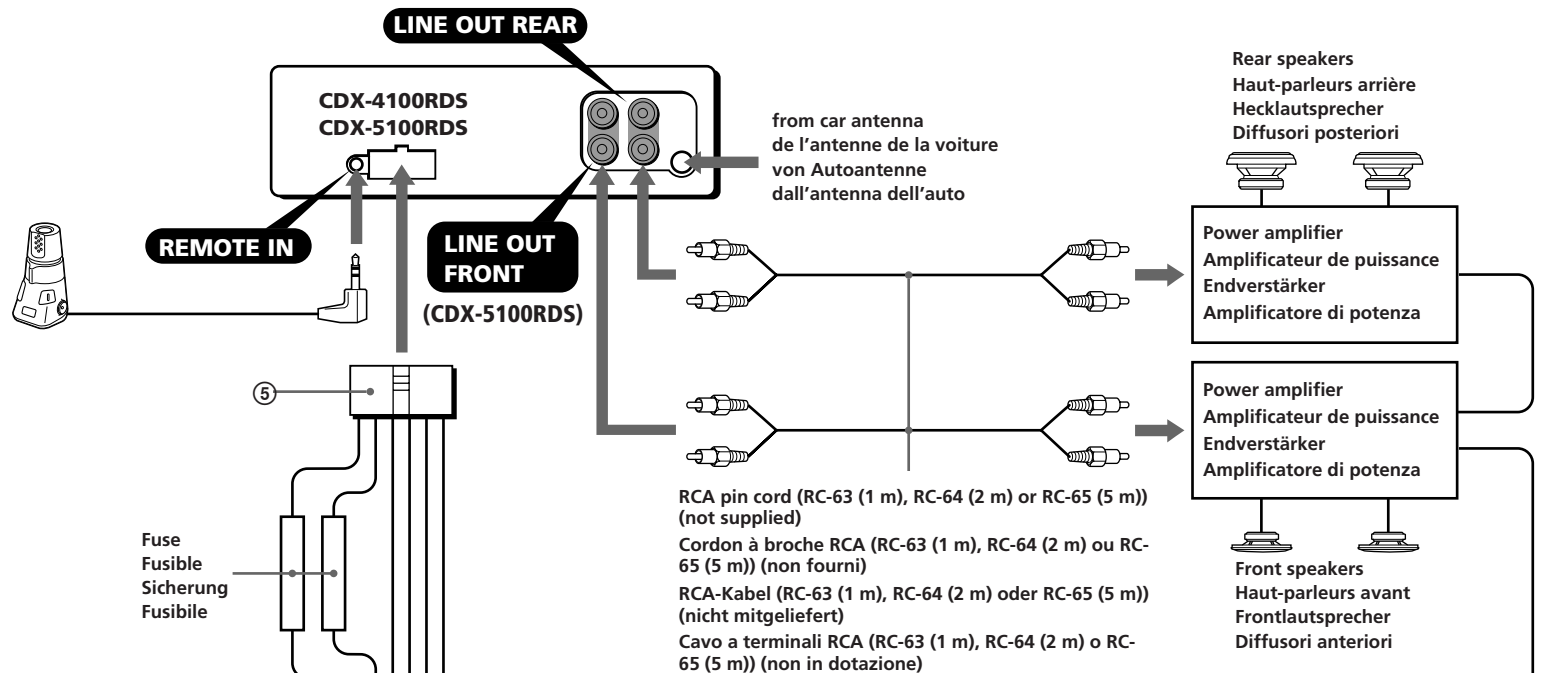 LINE OUT REAR
CDX-4100RDS
CDX-5100RDS
REMOTE IN
LINE OUT
FRONT
(CDX-5100RDS)
from car antenna
de l’antenne de la voiture
von Autoantenne
dall’antenna dell’auto
Rear speakers
Haut-parleurs arrière
Hecklautsprecher
Diffusori posteriori
Power amplifier
Amplificateur de puissance
Endverstärker
Amplificatore di potenza
⑤
Power amplifier
Amplificateur de puissance
Endverstärker
Amplificatore di potenza
Fuse
Fusible
Sicherung
Fusibile
RCA pin cord (RC-63 (1 m), RC-64 (2 m) or RC-65 (5 m))
(not supplied)
Cordon à broche RCA (RC-63 (1 m), RC-64 (2 m) ou RC-
65 (5 m)) (non fourni)
RCA-Kabel (RC-63 (1 m), RC-64 (2 m) oder RC-65 (5 m))
(nicht mitgeliefert)
Cavo a terminali RCA (RC-63 (1 m), RC-64 (2 m) o RC-
65 (5 m)) (non in dotazione)
Front speakers
Haut-parleurs avant
Frontlautsprecher
Diffusori anteriori